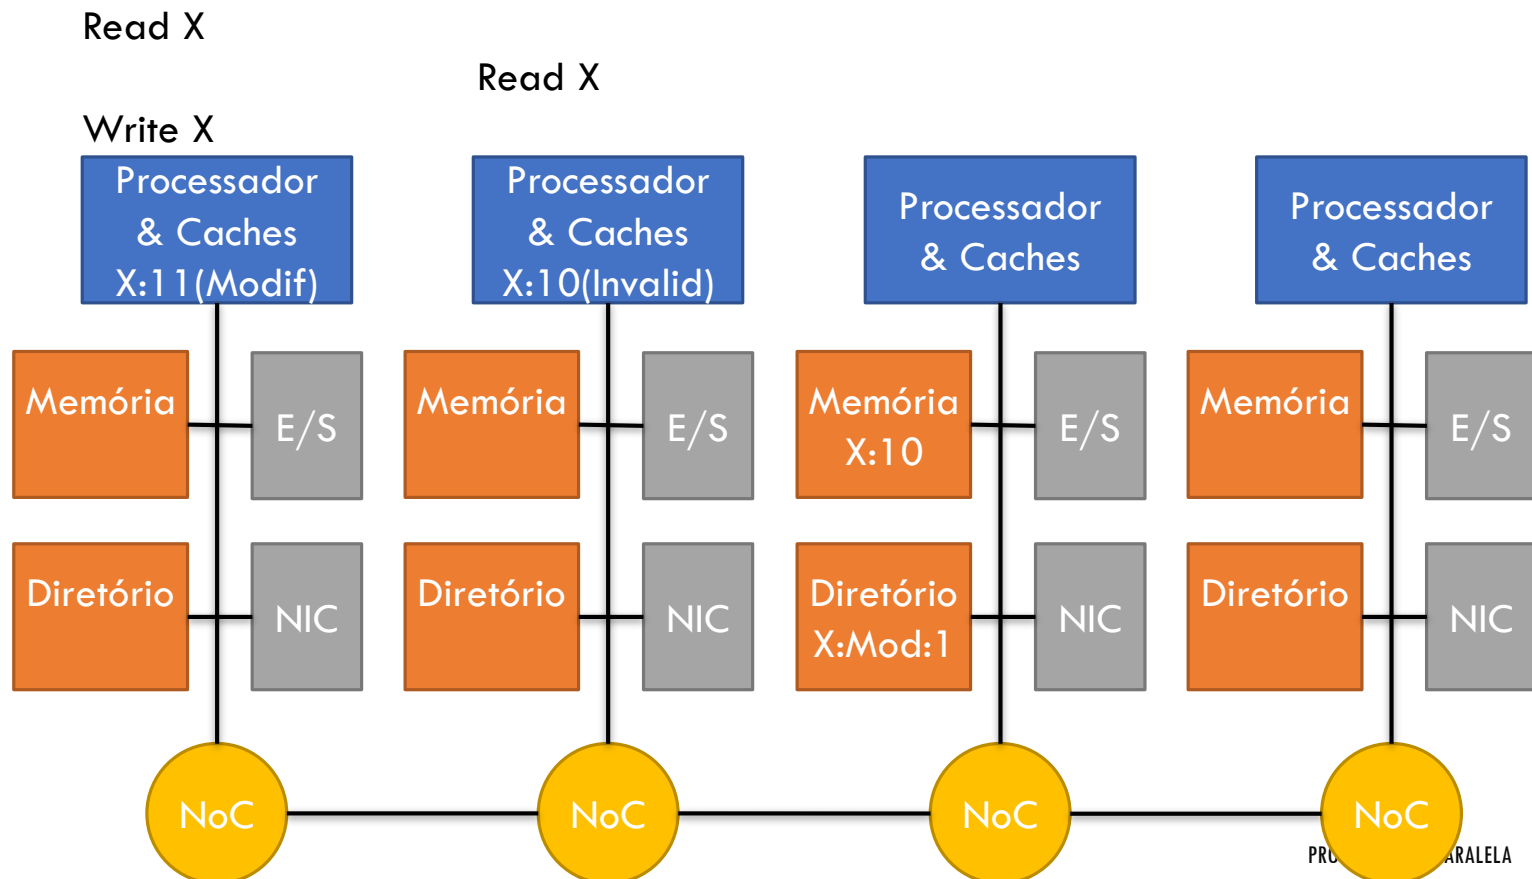 Read X
Read X
Write X
Processador
& Caches
X:11(Modif)
Processador
& Caches
X:10(Invalid)
Processador
& Caches
Processador
& Caches
Memória
E/S
Memória
E/S
Memória
X:10
E/S
Memória
E/S
Diretório
NIC
Diretório
NIC
Diretório
X:Mod:1
NIC
Diretório
NIC
NoC
NoC
NoC
NoC